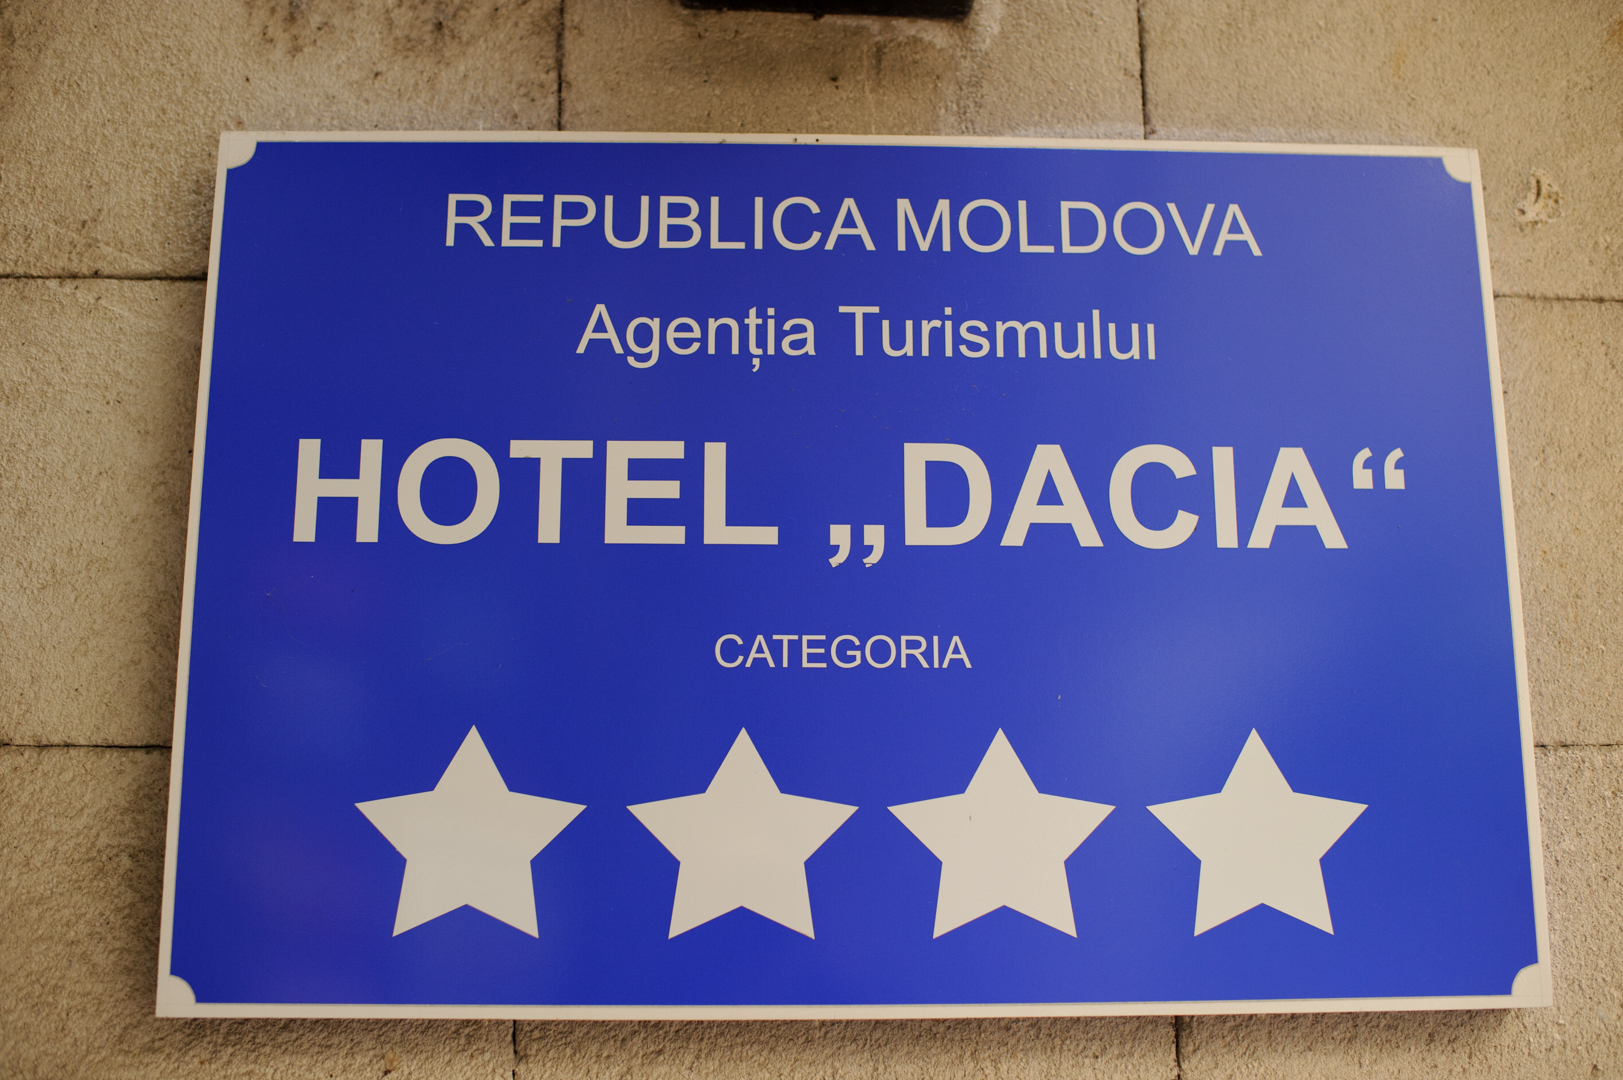 REPUBLICA MOLDOVA
Agenția Turismului
HOTEL „DACIA“
CATEGORIA